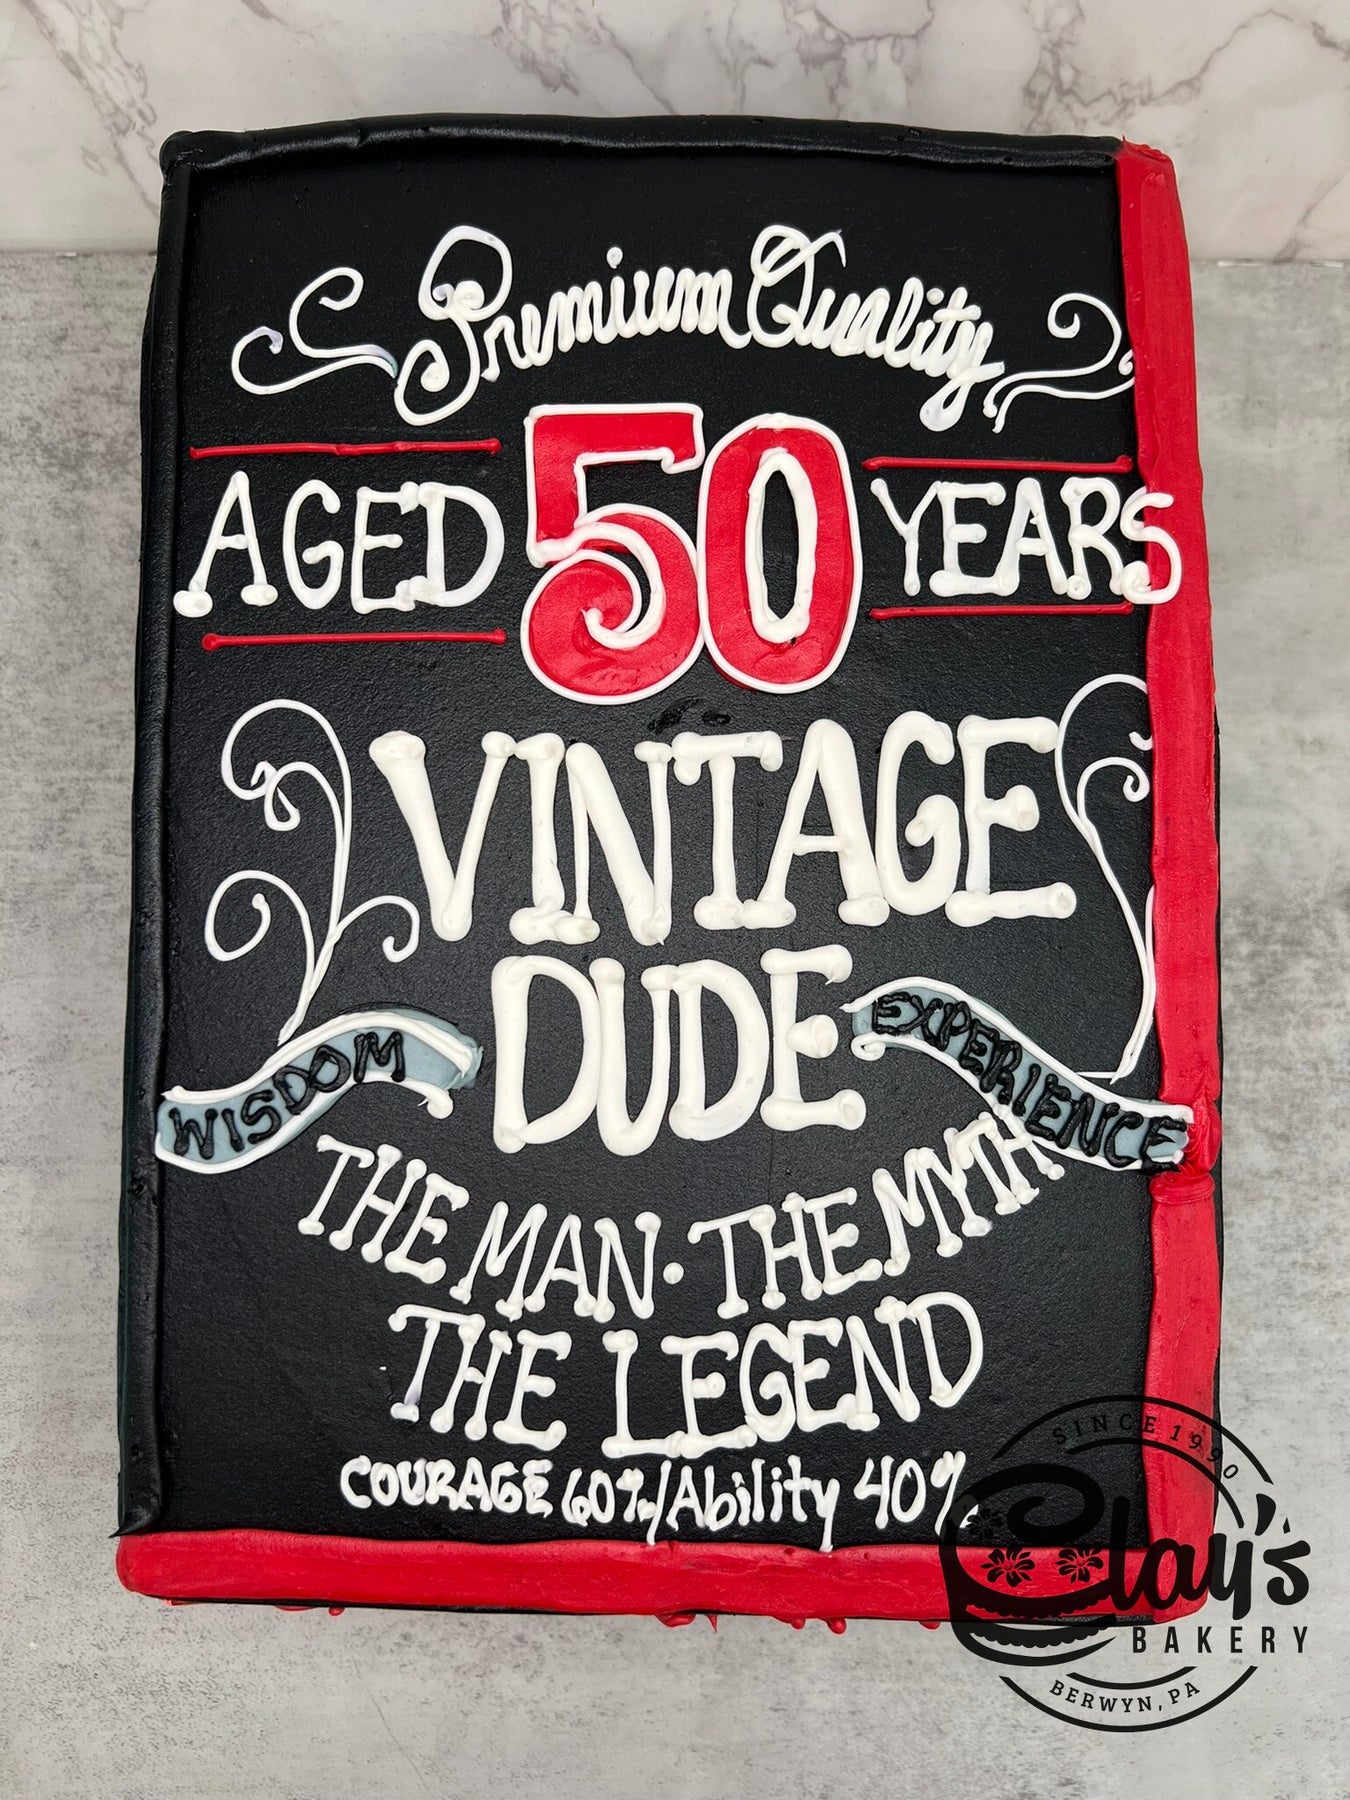 Premium Quality
AGED 50 YEARS
VINTAGE
DUDE
WISDOM
EXPERIENCE
THE MAN · THE MYTH
THE LEGEND
COURAGE 60%/Ability 40%
SINCE 1990
Clay's
BAKERY
BERWYN, PA